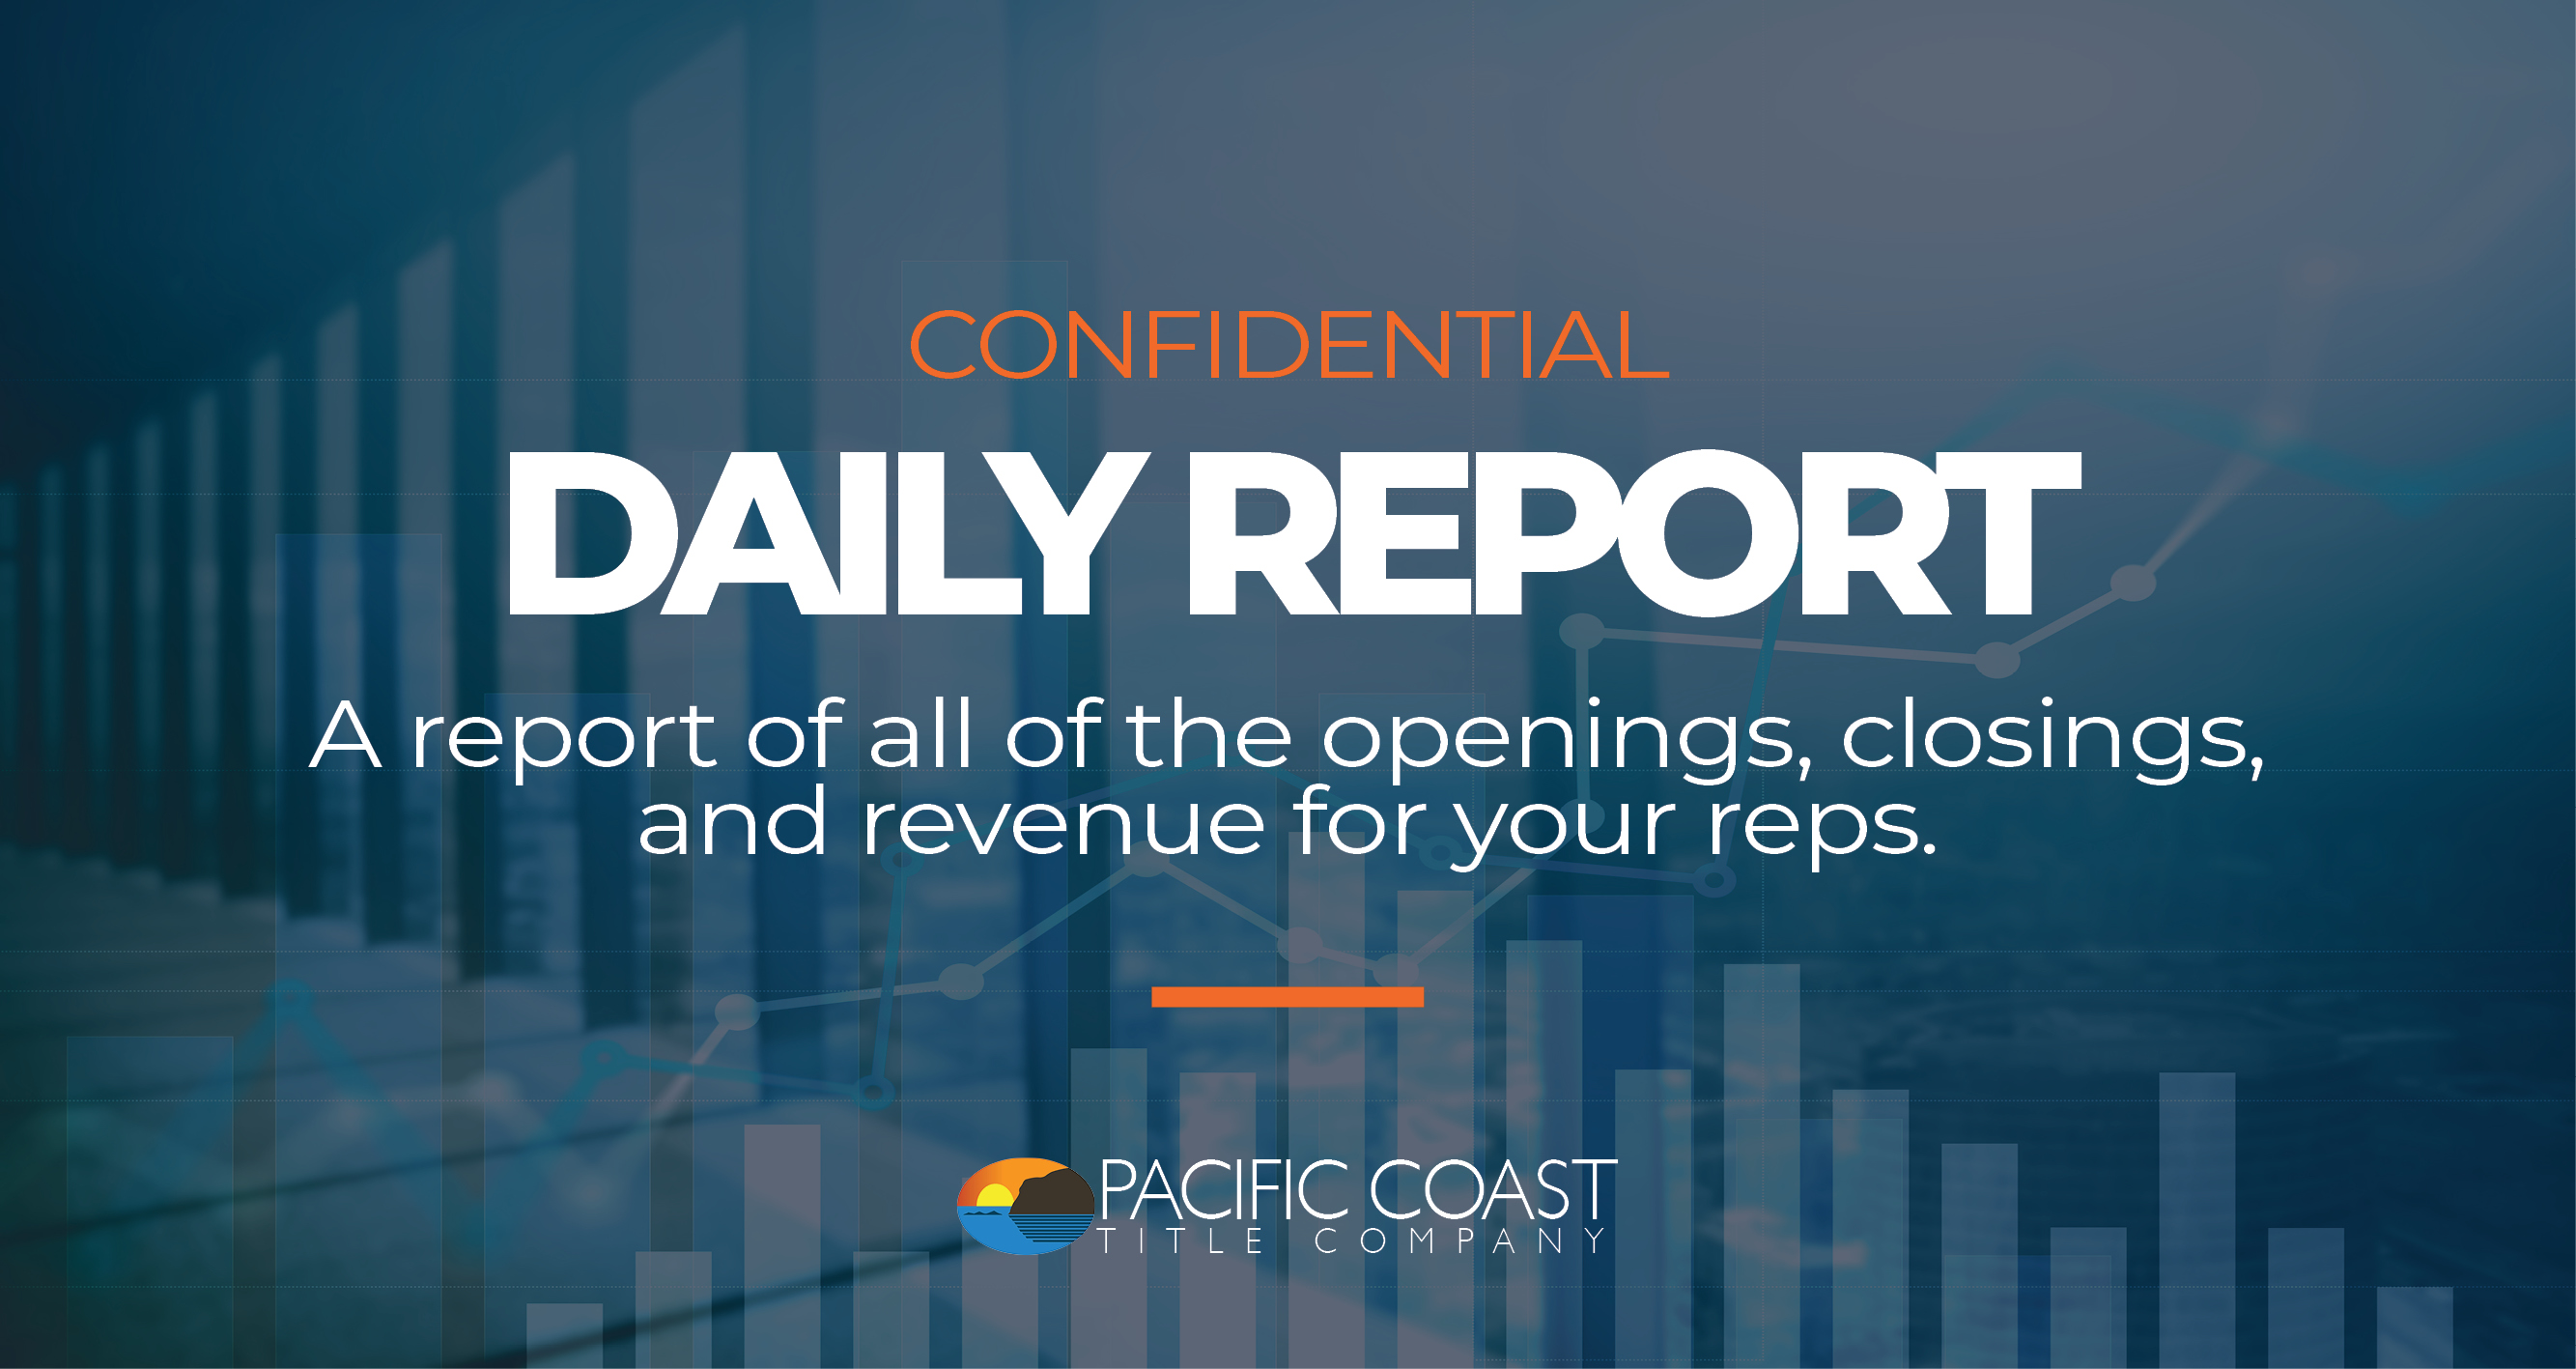 CONFIDENTIAL
DAILY REPORT
A report of all of the openings, closings,
and revenue for your reps.
PACIFIC COAST
TITLE COMPANY